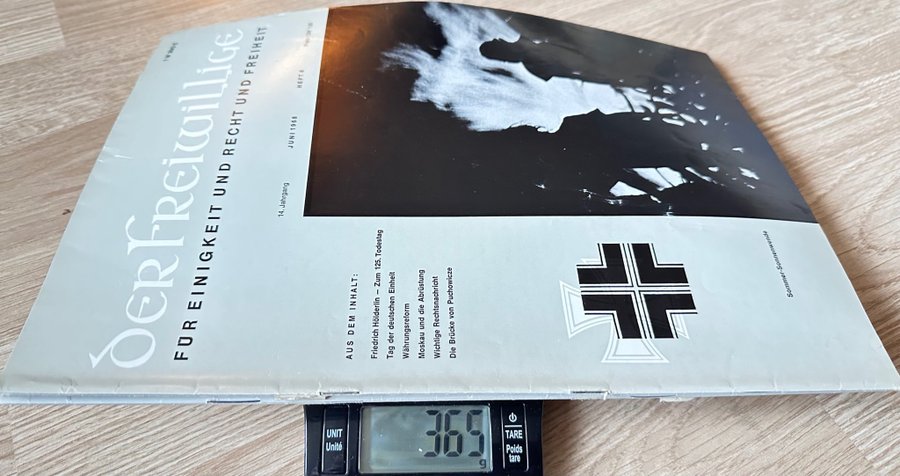 DER FREIWILLIGE
FÜR EINIGKEIT UND RECHT UND FREIHEIT
14. Jahrgang
JUNI 1968
HEFT 6
AUS DEM INHALT:
Friedrich Hölderlin – Zum 125. Todestag
Tag der deutschen Einheit
Währungsreform
Moskau und die Abrüstung
Wichtige Rechtsnachricht
Die Brücke von Puchowicze
Sommer-Sonnenwende
UNIT
Unité
365
g
TARE
Poids
tare